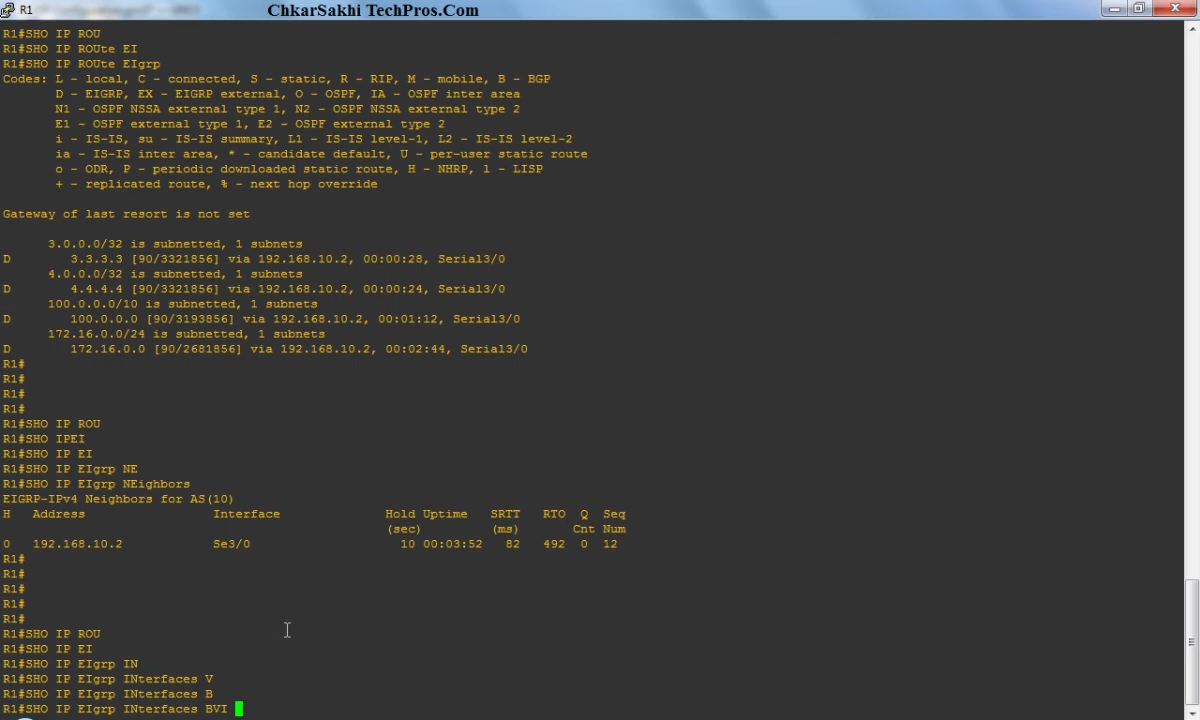 R1
ChkarSakhi TechPros.Com
R1#SHO IP ROU
R1#SHO IP ROUte EI
R1#SHO IP ROUte EIgrp
Codes: L - local, C - connected, S - static, R - RIP, M - mobile, B - BGP
D - EIGRP, EX - EIGRP external, O - OSPF, IA - OSPF inter area
N1 - OSPF NSSA external type 1, N2 - OSPF NSSA external type 2
E1 - OSPF external type 1, E2 - OSPF external type 2
i - IS-IS, su - IS-IS summary, L1 - IS-IS level-1, L2 - IS-IS level-2
ia - IS-IS inter area, * - candidate default, U - per-user static route
o - ODR, P - periodic downloaded static route, H - NHRP, l - LISP
+ - replicated route, % - next hop override
Gateway of last resort is not set
3.0.0.0/32 is subnetted, 1 subnets
D 3.3.3.3 [90/3321856] via 192.168.10.2, 00:00:28, Serial3/0
4.0.0.0/32 is subnetted, 1 subnets
D 4.4.4.4 [90/3321856] via 192.168.10.2, 00:00:24, Serial3/0
100.0.0.0/10 is subnetted, 1 subnets
D 100.0.0.0 [90/3193856] via 192.168.10.2, 00:01:12, Serial3/0
172.16.0.0/24 is subnetted, 1 subnets
D 172.16.0.0 [90/2681856] via 192.168.10.2, 00:02:44, Serial3/0
R1#
R1#
R1#
R1#
R1#SHO IP ROU
R1#SHO IPEI
R1#SHO IP EI
R1#SHO IP EIgrp NE
R1#SHO IP EIgrp NEighbors
EIGRP-IPv4 Neighbors for AS(10)
H Address Interface Hold Uptime SRTT RTO Q Seq
(sec) (ms) Cnt Num
0 192.168.10.2 Se3/0 10 00:03:52 82 492 0 12
R1#
R1#
R1#
R1#
R1#
R1#SHO IP ROU
R1#SHO IP EI
R1#SHO IP EIgrp IN
R1#SHO IP EIgrp INterfaces V
R1#SHO IP EIgrp INterfaces B
R1#SHO IP EIgrp INterfaces BVI